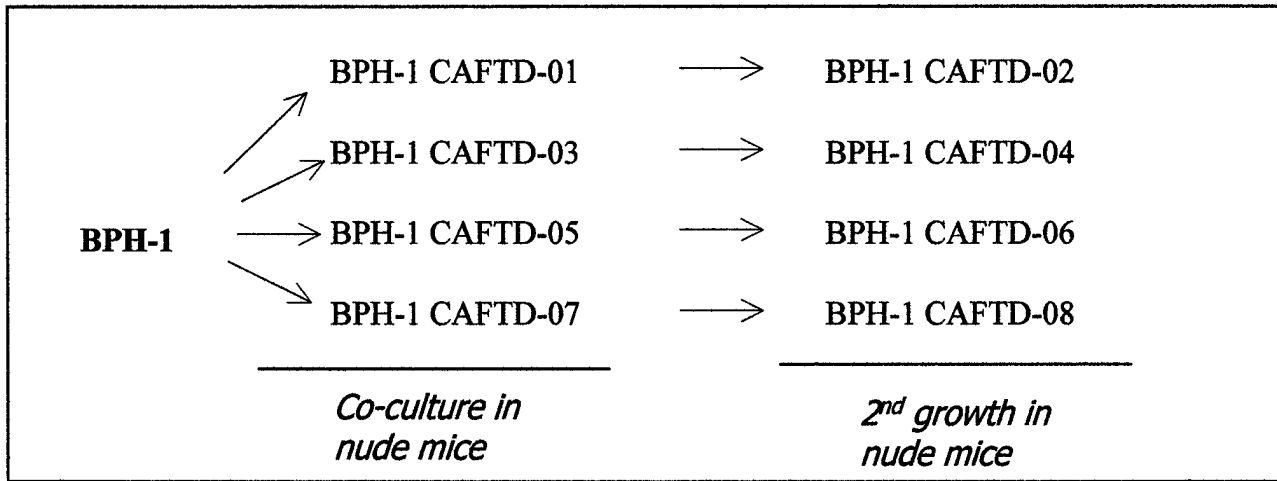 BPH-1 CAFTD-01 → BPH-1 CAFTD-02
BPH-1 CAFTD-03 → BPH-1 CAFTD-04
BPH-1
BPH-1 CAFTD-05 → BPH-1 CAFTD-06
BPH-1 CAFTD-07 → BPH-1 CAFTD-08
Co-culture in
nude mice
2nd growth in
nude mice